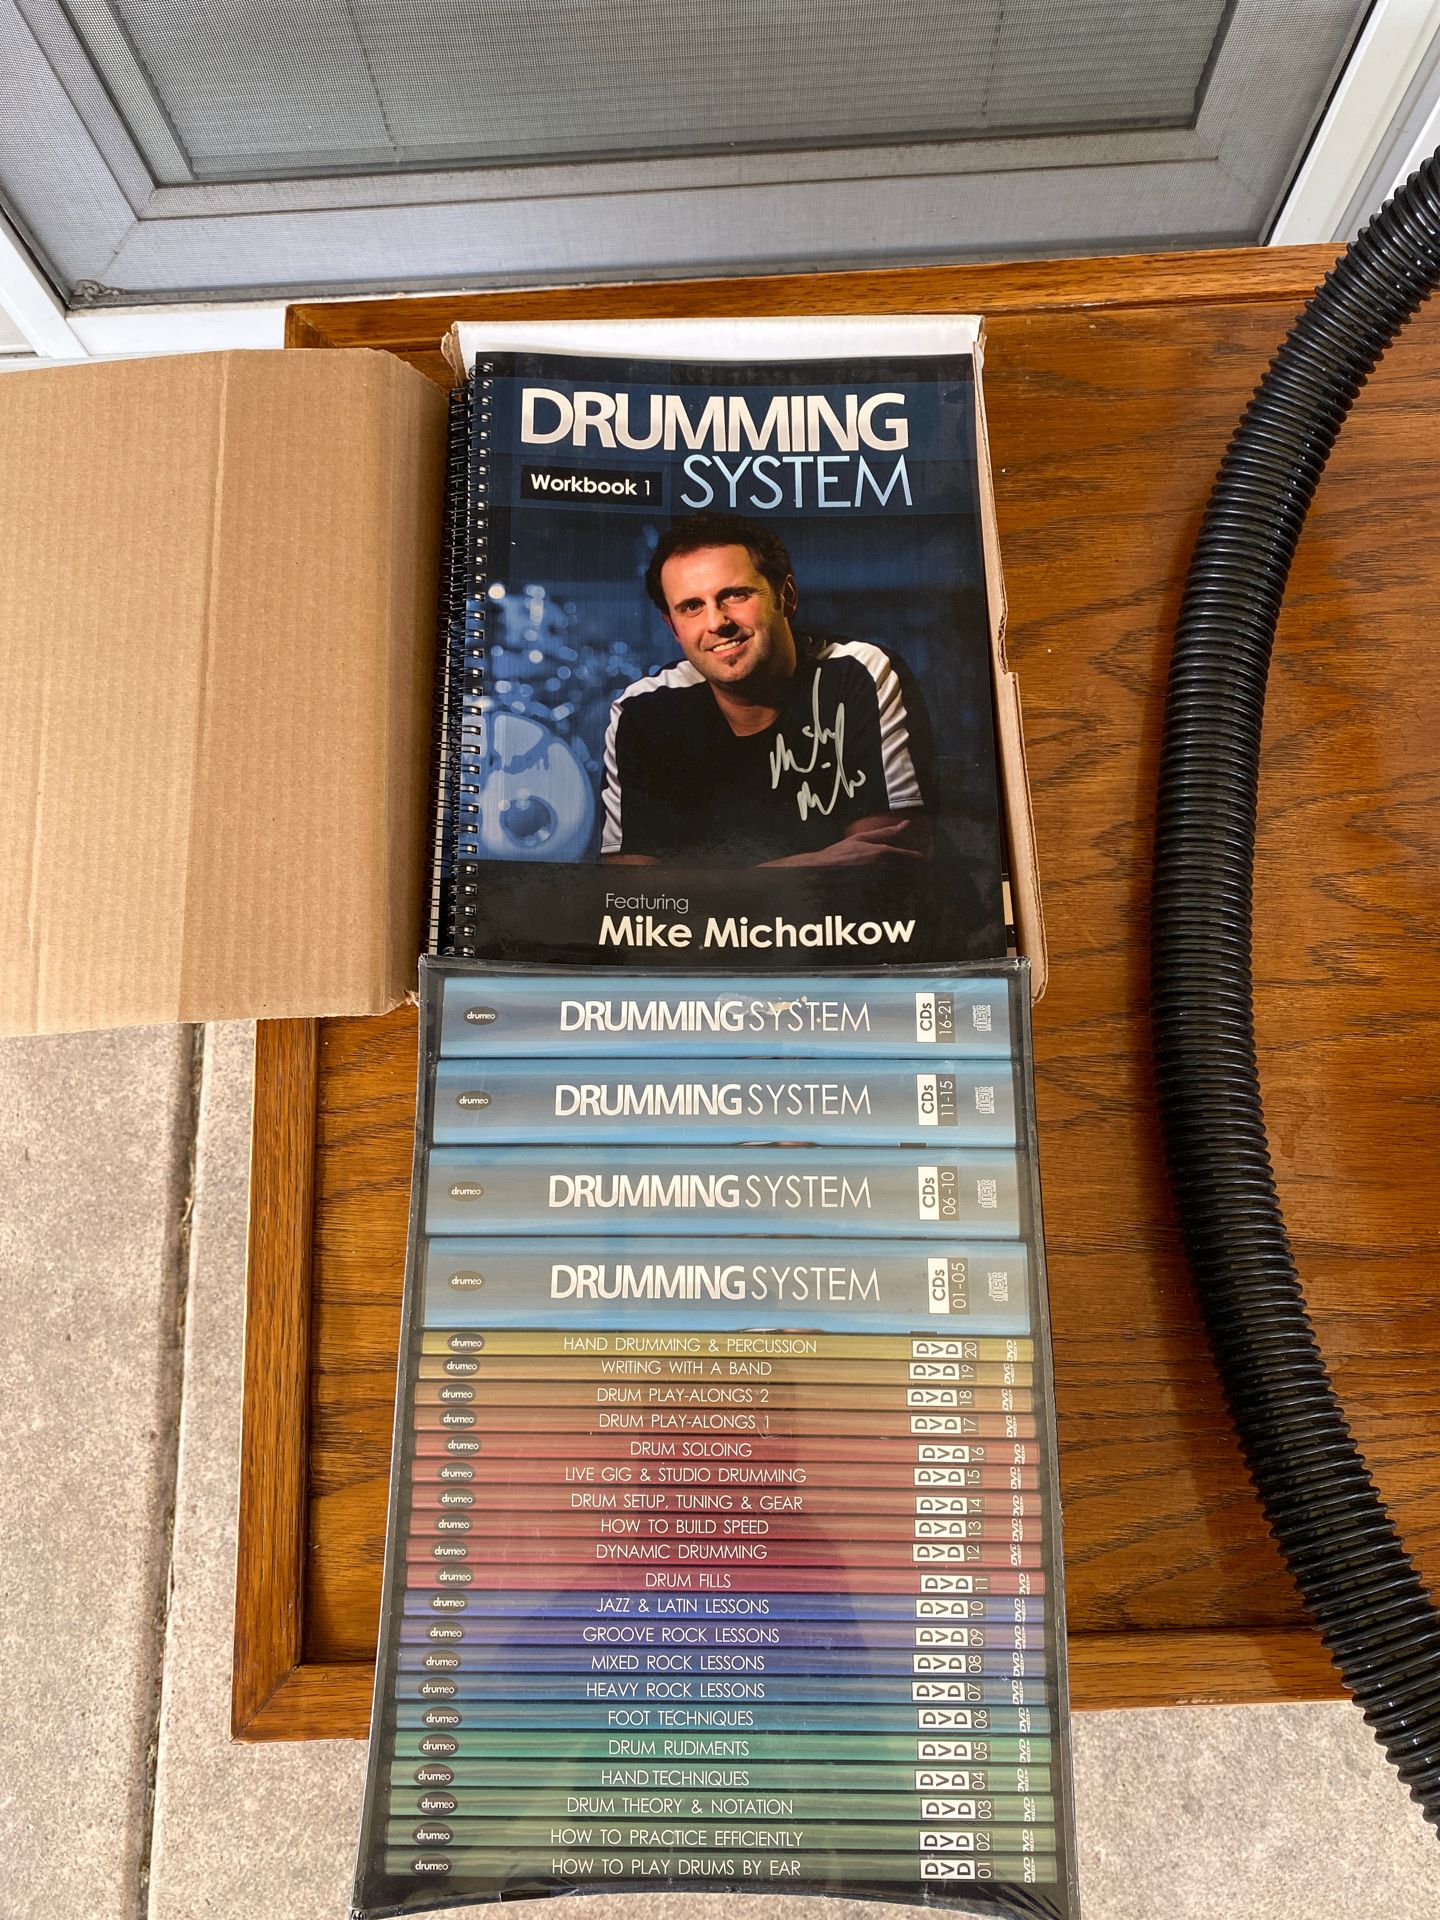 DRUMMING
SYSTEM
Workbook 1
Featuring
Mike Michalkow
drumeo DRUMMING SYSTEM CDs 16-21
drumeo DRUMMING SYSTEM CDs 11-15
drumeo DRUMMING SYSTEM CDs 06-10
drumeo DRUMMING SYSTEM CDs 01-05
drumeo HAND DRUMMING & PERCUSSION DVD 20
drumeo WRITING WITH A BAND DVD 19
drumeo DRUM PLAY-ALONGS 2 DVD 18
drumeo DRUM PLAY-ALONGS 1 DVD 17
drumeo DRUM SOLOING DVD 16
drumeo LIVE GIG & STUDIO DRUMMING DVD 15
drumeo DRUM SETUP, TUNING & GEAR DVD 14
drumeo HOW TO BUILD SPEED DVD 13
drumeo DYNAMIC DRUMMING DVD 12
drumeo DRUM FILLS DVD 11
drumeo JAZZ & LATIN LESSONS DVD 10
drumeo GROOVE ROCK LESSONS DVD 09
drumeo MIXED ROCK LESSONS DVD 08
drumeo HEAVY ROCK LESSONS DVD 07
drumeo FOOT TECHNIQUES DVD 06
drumeo DRUM RUDIMENTS DVD 05
drumeo HAND TECHNIQUES DVD 04
drumeo DRUM THEORY & NOTATION DVD 03
drumeo HOW TO PRACTICE EFFICIENTLY DVD 02
drumeo HOW TO PLAY DRUMS BY EAR DVD 01